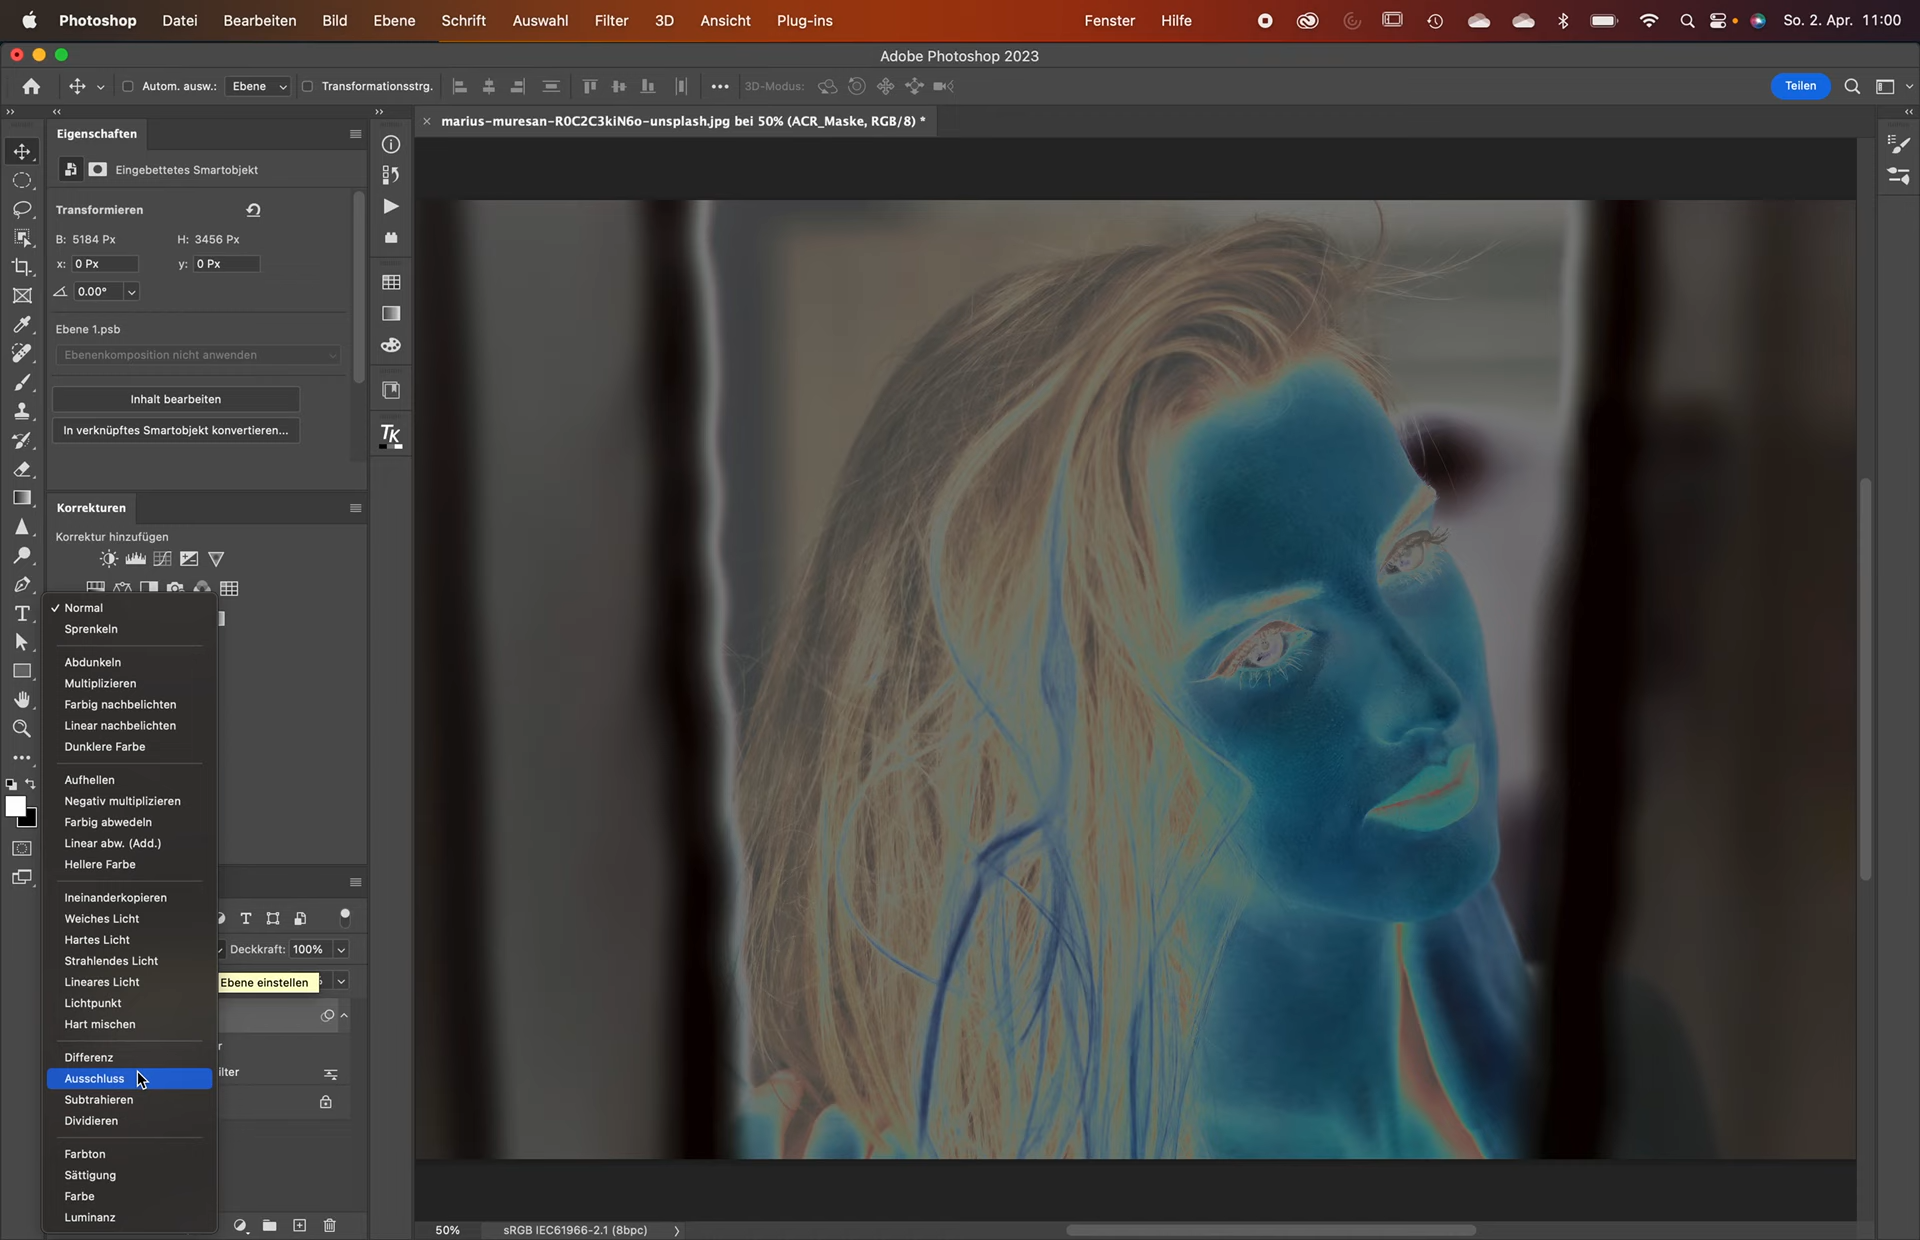 Photoshop Datei Bearbeiten Bild Ebene Schrift Auswahl Filter 3D Ansicht Plug-ins Fenster Hilfe So. 2. Apr. 11:00
Adobe Photoshop 2023
Autom. ausw.: Ebene Transformationsstrg. 3D-Modus: Teilen
Eigenschaften
marius-muresan-R0C2C3kiN6o-unsplash.jpg bei 50% (ACR_Maske, RGB/8) *
Eingebettetes Smartobjekt
Transformieren
B: 5184 Px H: 3456 Px
x: 0 Px y: 0 Px
0.00°
Ebene 1.psb
Ebenenkomposition nicht anwenden
Inhalt bearbeiten
In verknüpftes Smartobjekt konvertieren...
TK
Korrekturen
Korrektur hinzufügen
✓ Normal
Sprenkeln
Abdunkeln
Multiplizieren
Farbig nachbelichten
Linear nachbelichten
Dunklere Farbe
Aufhellen
Negativ multiplizieren
Farbig abwedeln
Linear abw. (Add.)
Hellere Farbe
Ineinanderkopieren
Weiches Licht
Hartes Licht
Deckkraft: 100%
Strahlendes Licht
Lineares Licht
Ebene einstellen
Lichtpunkt
Hart mischen
Differenz
Ausschluss
ilter
Subtrahieren
Dividieren
Farbton
Sättigung
Farbe
Luminanz
50% sRGB IEC61966-2.1 (8bpc)